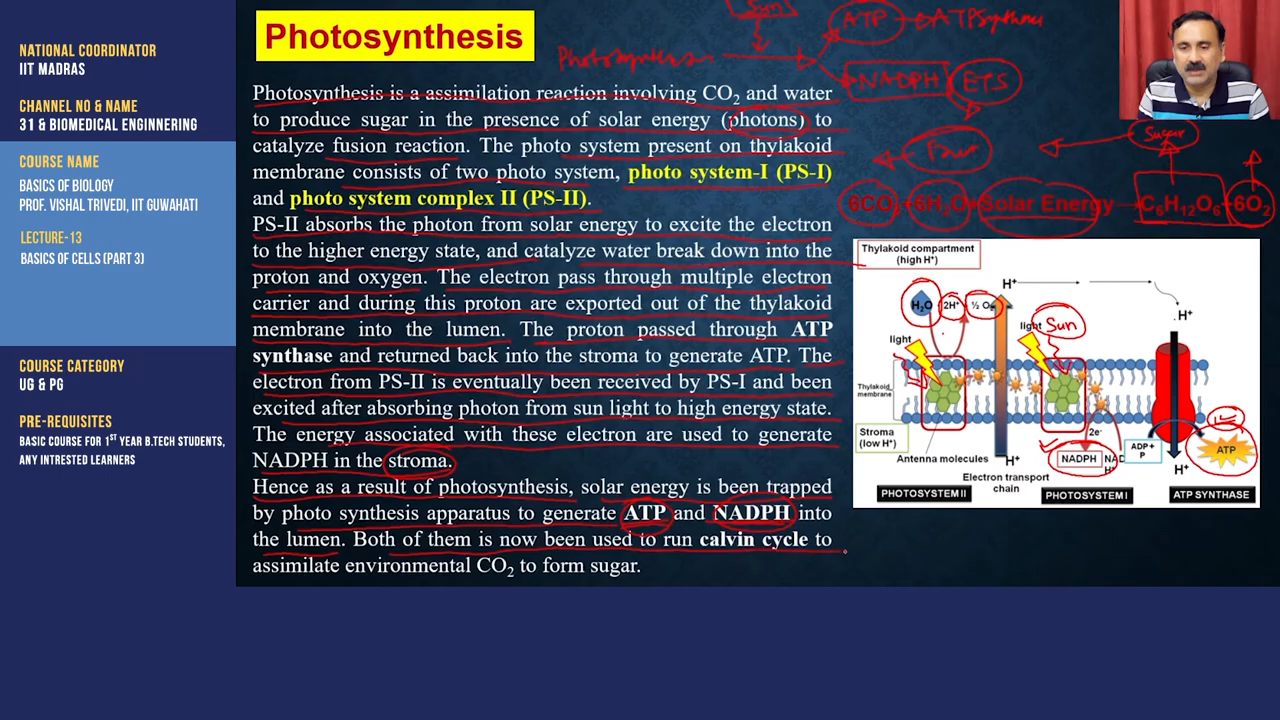 NATIONAL COORDINATOR
IIT MADRAS
CHANNEL NO & NAME
31 & BIOMEDICAL ENGINNERING
COURSE NAME
BASICS OF BIOLOGY
PROF. VISHAL TRIVEDI, IIT GUWAHATI
LECTURE-13
BASICS OF CELLS (PART 3)
COURSE CATEGORY
UG & PG
PRE-REQUISITES
BASIC COURSE FOR 1ST YEAR B.TECH STUDENTS,
ANY INTRESTED LEARNERS
Photosynthesis
Photosynthesis is a assimilation reaction involving CO2 and water
to produce sugar in the presence of solar energy (photons) to
catalyze fusion reaction. The photo system present on thylakoid
membrane consists of two photo system, photo system-I (PS-I)
and photo system complex II (PS-II).
PS-II absorbs the photon from solar energy to excite the electron
to the higher energy state, and catalyze water break down into the
proton and oxygen. The electron pass through multiple electron
carrier and during this proton are exported out of the thylakoid
membrane into the lumen. The proton passed through ATP
synthase and returned back into the stroma to generate ATP. The
electron from PS-II is eventually been received by PS-I and been
excited after absorbing photon from sun light to high energy state.
The energy associated with these electron are used to generate
NADPH in the stroma.
Hence as a result of photosynthesis, solar energy is been trapped
by photo synthesis apparatus to generate ATP and NADPH into
the lumen. Both of them is now been used to run calvin cycle to
assimilate environmental CO2 to form sugar.
Sun
ATP
ATPSynthase
Photosynthesis
NADPH
ETS
Sugar
6CO2 + 6H2O + Solar Energy C6H12O6 + 6O2
Thylakoid compartment
(high H+)
H2O 2H+ ½ O2
H+
H+
light
light
Sun
Thylakoid
membrane
Stroma
(low H+)
2e-
NADPH
ADP +
P
ATP
Antenna molecules
H+
H+
Electron transport
chain
PHOTOSYSTEM II
PHOTOSYSTEM I
ATP SYNTHASE